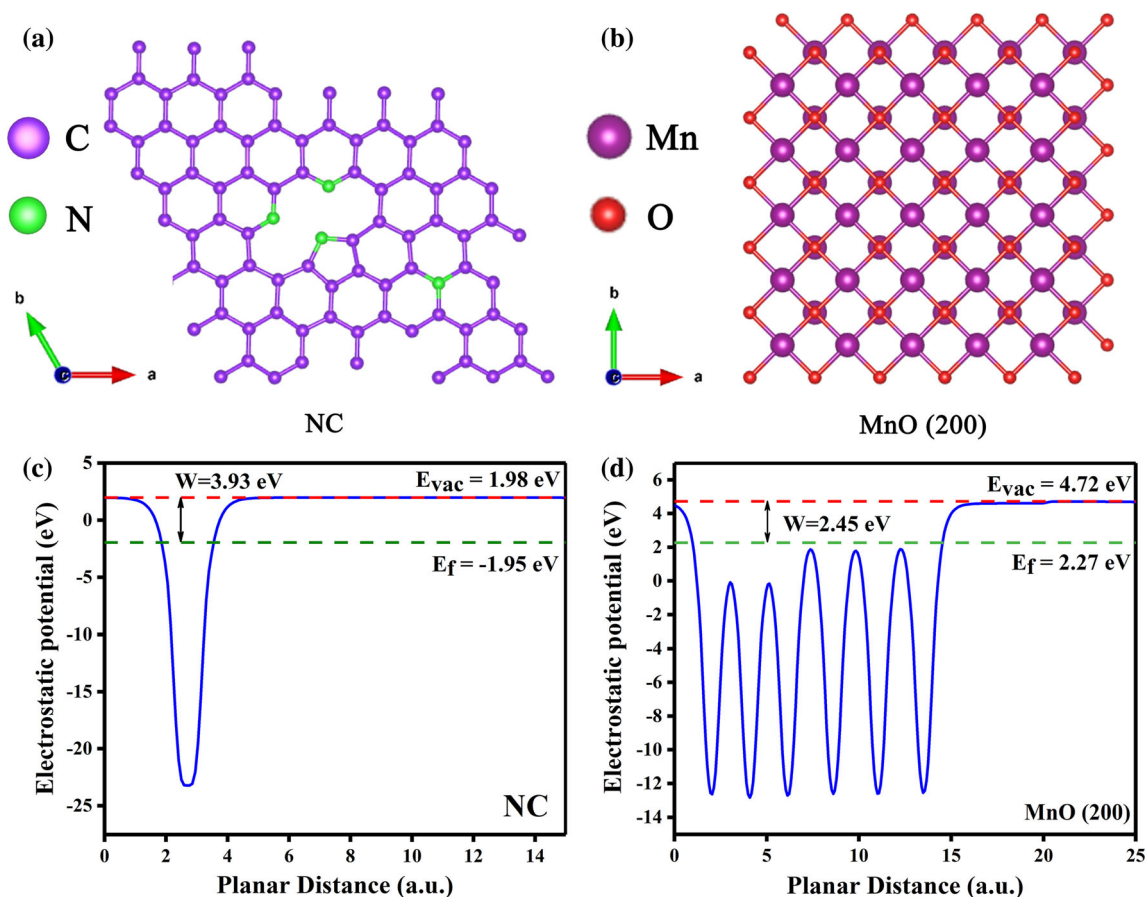 (a)
C
N
b
a
NC
(b)
Mn
O
b
a
MnO (200)
(c)
Electrostatic potential (eV)
5
0
-5
-10
-15
-20
-25
W=3.93 eV
Evac = 1.98 eV
Ef = -1.95 eV
NC
0 2 4 6 8 10 12 14
Planar Distance (a.u.)
(d)
Electrostatic potential (eV)
6
4
2
0
-2
-4
-6
-8
-10
-12
-14
Evac = 4.72 eV
W=2.45 eV
Ef = 2.27 eV
MnO (200)
0 5 10 15 20 25
Planar Distance (a.u.)